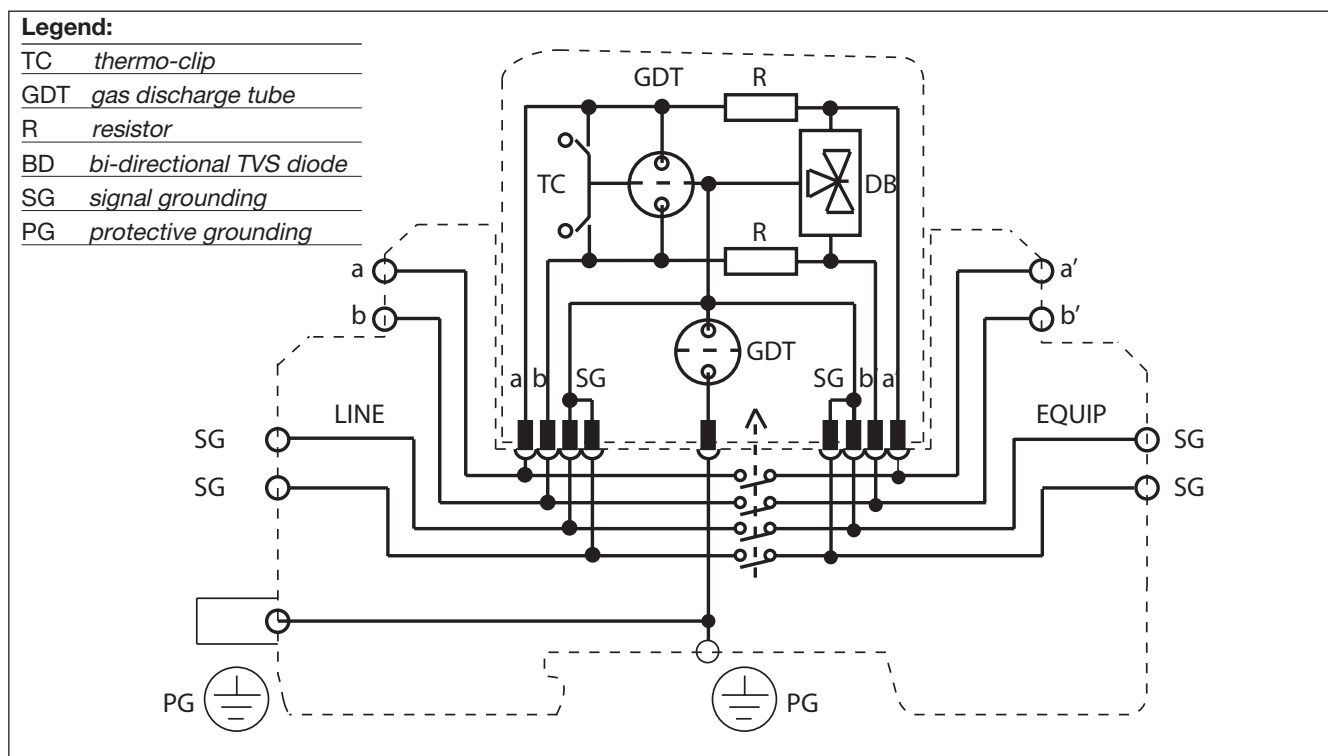 Legend:
TC thermo-clip
GDT gas discharge tube
R resistor
BD bi-directional TVS diode
SG signal grounding
PG protective grounding
GDT R
TC DB
R
a a'
b b'
GDT
a b SG SG b' a'
LINE EQUIP
SG SG
SG SG
PG PG